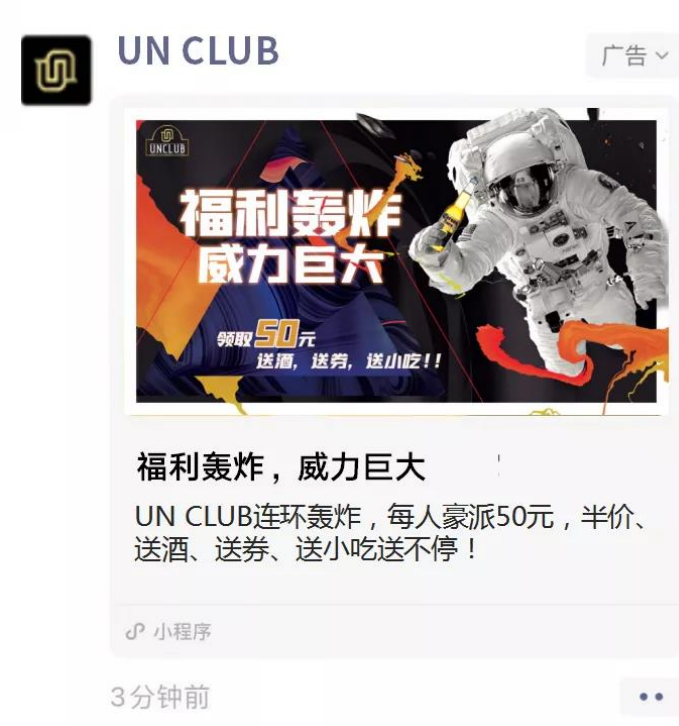 UN CLUB
广告
UNCLUB
福利轰炸
威力巨大
领取50元
送酒，送券，送小吃！！
福利轰炸，威力巨大
UN CLUB连环轰炸，每人豪派50元，半价、
送酒、送券、送小吃送不停！
小程序
3分钟前